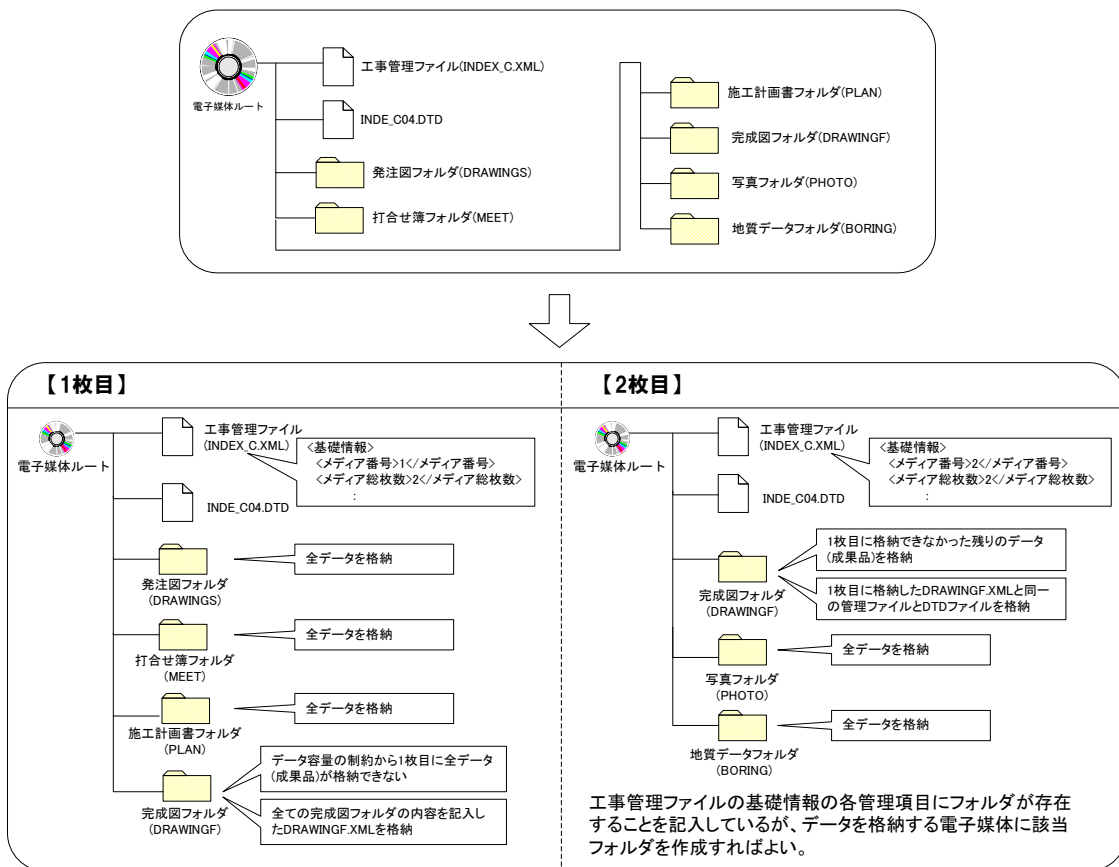 電子媒体ルート
工事管理ファイル(INDEX_C.XML)
INDE_C04.DTD
発注図フォルダ(DRAWINGS)
打合せ簿フォルダ(MEET)
施工計画書フォルダ(PLAN)
完成図フォルダ(DRAWINGF)
写真フォルダ(PHOTO)
地質データフォルダ(BORING)
【1枚目】
電子媒体ルート
工事管理ファイル
(INDEX_C.XML)
<基礎情報>
<メディア番号>1</メディア番号>
<メディア総枚数>2</メディア総枚数>
:
INDE_C04.DTD
発注図フォルダ
(DRAWINGS)
全データを格納
打合せ簿フォルダ
(MEET)
全データを格納
施工計画書フォルダ
(PLAN)
全データを格納
完成図フォルダ
(DRAWINGF)
データ容量の制約から1枚目に全データ
(成果品)が格納できない
全ての完成図フォルダの内容を記入し
たDRAWINGF.XMLを格納
【2枚目】
電子媒体ルート
工事管理ファイル
(INDEX_C.XML)
<基礎情報>
<メディア番号>2</メディア番号>
<メディア総枚数>2</メディア総枚数>
:
INDE_C04.DTD
完成図フォルダ
(DRAWINGF)
1枚目に格納できなかった残りのデータ
(成果品)を格納
1枚目に格納したDRAWINGF.XMLと同一
の管理ファイルとDTDファイルを格納
写真フォルダ
(PHOTO)
全データを格納
地質データフォルダ
(BORING)
全データを格納
工事管理ファイルの基礎情報の各管理項目にフォルダが存在
することを記入しているが、データを格納する電子媒体に該当
フォルダを作成すればよい。